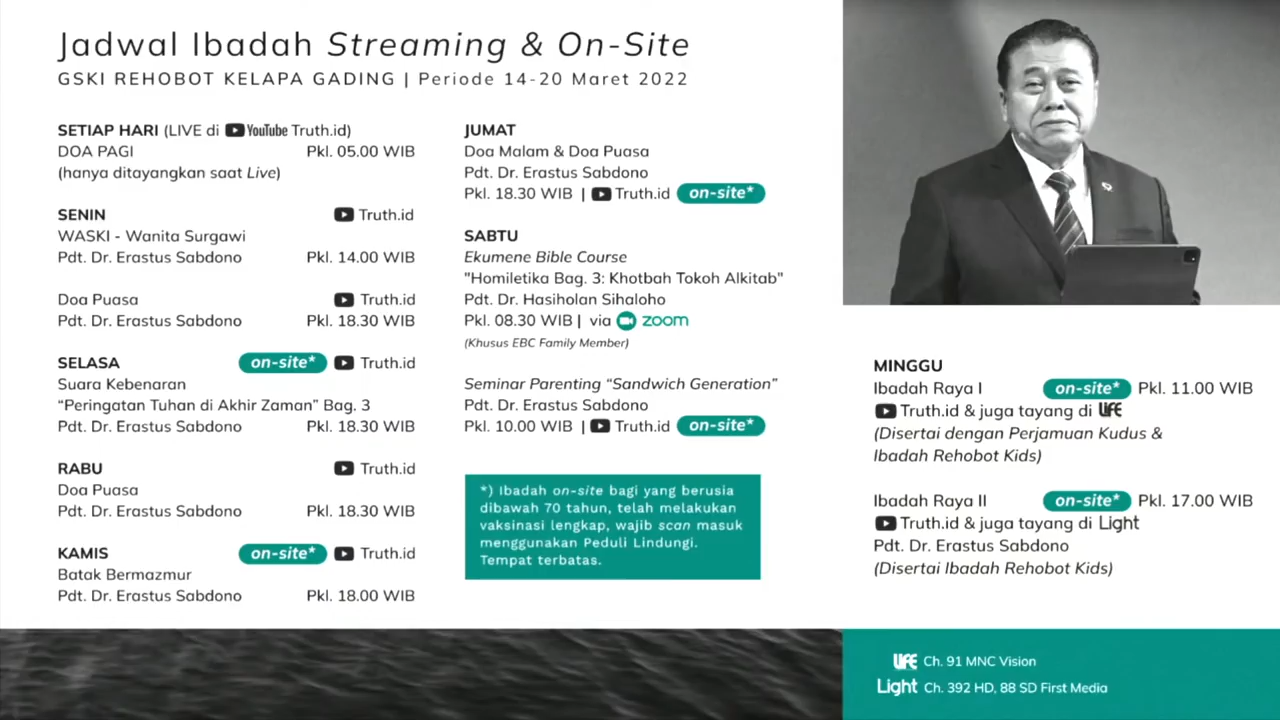 Jadwal Ibadah Streaming & On-Site
GSKI REHOBOT KELAPA GADING | Periode 14-20 Maret 2022
SETIAP HARI (LIVE di YouTube Truth.id)
DOA PAGI Pkl. 05.00 WIB
(hanya ditayangkan saat Live)
SENIN Truth.id
WASKI - Wanita Surgawi
Pdt. Dr. Erastus Sabdono Pkl. 14.00 WIB
Doa Puasa Truth.id
Pdt. Dr. Erastus Sabdono Pkl. 18.30 WIB
SELASA on-site* Truth.id
Suara Kebenaran
“Peringatan Tuhan di Akhir Zaman” Bag. 3
Pdt. Dr. Erastus Sabdono Pkl. 18.30 WIB
RABU Truth.id
Doa Puasa
Pdt. Dr. Erastus Sabdono Pkl. 18.30 WIB
KAMIS on-site* Truth.id
Batak Bermazmur
Pdt. Dr. Erastus Sabdono Pkl. 18.00 WIB
JUMAT
Doa Malam & Doa Puasa
Pdt. Dr. Erastus Sabdono
Pkl. 18.30 WIB | Truth.id on-site*
SABTU
Ekumene Bible Course
"Homiletika Bag. 3: Khotbah Tokoh Alkitab"
Pdt. Dr. Hasiholan Sihaloho
Pkl. 08.30 WIB | via zoom
(Khusus EBC Family Member)
Seminar Parenting “Sandwich Generation”
Pdt. Dr. Erastus Sabdono
Pkl. 10.00 WIB | Truth.id on-site*
*) Ibadah on-site bagi yang berusia
dibawah 70 tahun, telah melakukan
vaksinasi lengkap, wajib scan masuk
menggunakan Peduli Lindungi.
Tempat terbatas.
MINGGU
Ibadah Raya I on-site* Pkl. 11.00 WIB
Truth.id & juga tayang di LIFE
(Disertai dengan Perjamuan Kudus &
Ibadah Rehobot Kids)
Ibadah Raya II on-site* Pkl. 17.00 WIB
Truth.id & juga tayang di Light
Pdt. Dr. Erastus Sabdono
(Disertai Ibadah Rehobot Kids)
LIFE Ch. 91 MNC Vision
Light Ch. 392 HD, 88 SD First Media